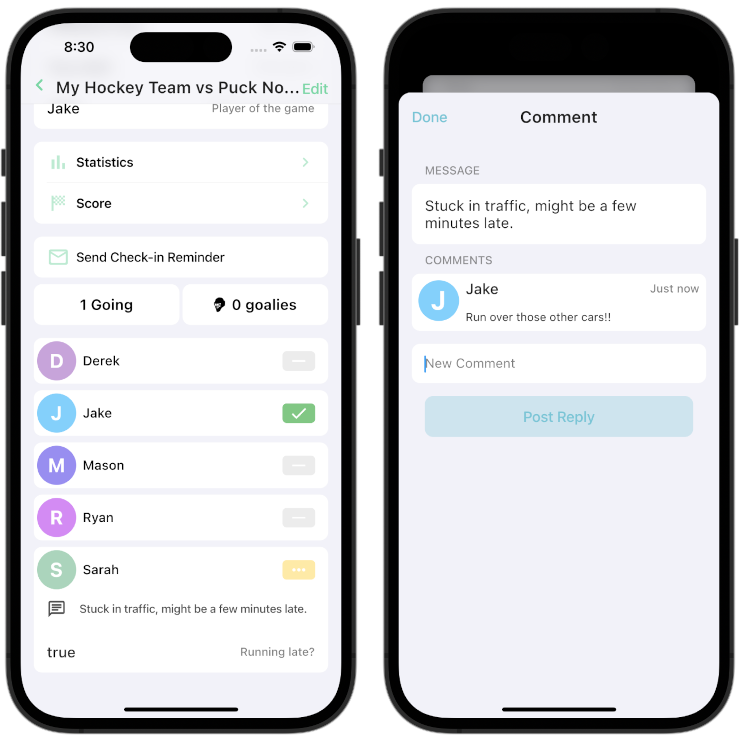 8:30
My Hockey Team vs Puck No...
Edit
Jake
Player of the game
Statistics
Score
Send Check-in Reminder
1 Going
0 goalies
D
Derek
J
Jake
M
Mason
R
Ryan
S
Sarah
Stuck in traffic, might be a few minutes late.
true
Running late?
Done
Comment
MESSAGE
Stuck in traffic, might be a few
minutes late.
COMMENTS
J
Jake
Just now
Run over those other cars!!
New Comment
Post Reply